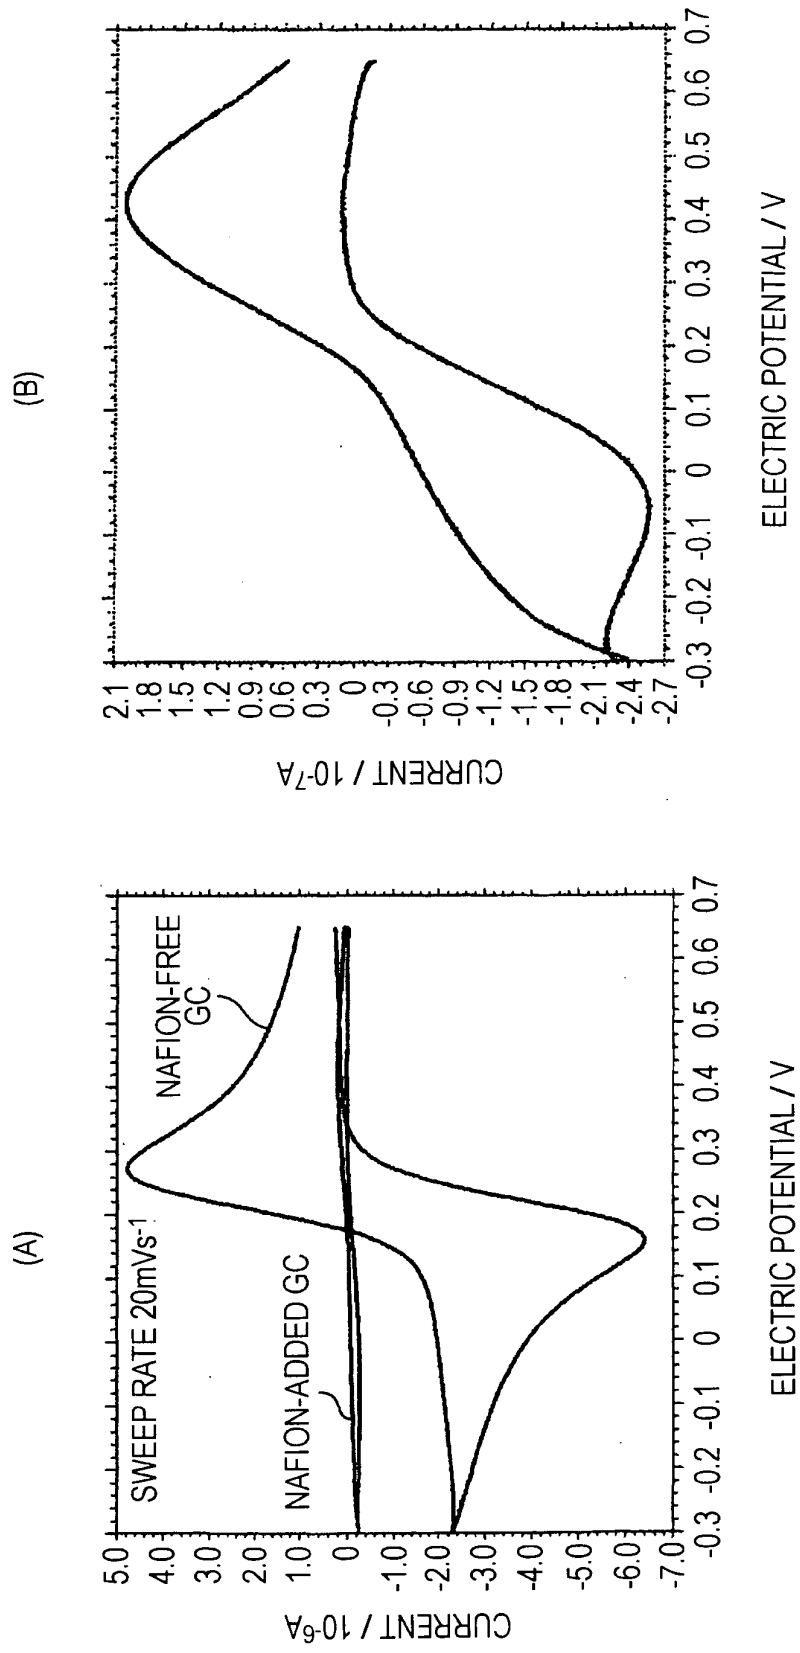 (A)
SWEEP RATE 20mVs-1
NAFION-FREE
GC
NAFION-ADDED GC
CURRENT / 10-6A
5.0
4.0
3.0
2.0
1.0
0
-1.0
-2.0
-3.0
-4.0
-5.0
-6.0
-7.0
-0.3 -0.2 -0.1 0 0.1 0.2 0.3 0.4 0.5 0.6 0.7
ELECTRIC POTENTIAL / V
(B)
CURRENT / 10-7A
2.1
1.8
1.5
1.2
0.9
0.6
0.3
0
-0.3
-0.6
-0.9
-1.2
-1.5
-1.8
-2.1
-2.4
-2.7
-0.3 -0.2 -0.1 0 0.1 0.2 0.3 0.4 0.5 0.6 0.7
ELECTRIC POTENTIAL / V